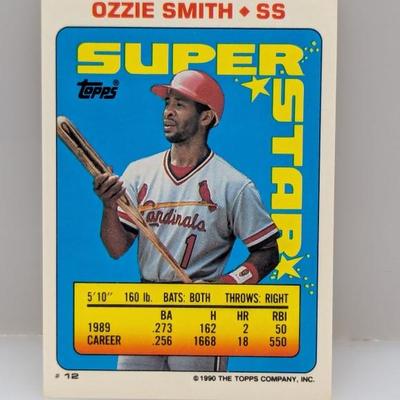 OZZIE SMITH ◆ SS
SUPER
STAR
Topps
Cardinals
1
5'10" 160 lb. BATS: BOTH THROWS: RIGHT
BA H HR RBI
1989 .273 162 2 50
CAREER .256 1668 18 550
# 12
© 1990 THE TOPPS COMPANY, INC.